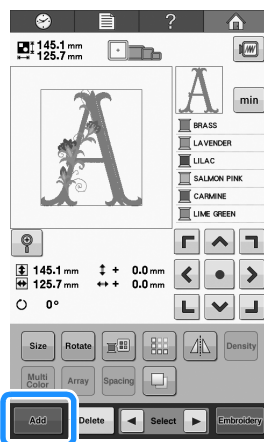 ?
145.1 mm
125.7 mm
A
A
min
BRASS
LAVENDER
LILAC
SALMON PINK
CARMINE
LIME GREEN
145.1 mm + 0.0 mm
125.7 mm + 0.0 mm
0°
Size Rotate Density
Multi Color Array Spacing
Add Delete Select Embroidery